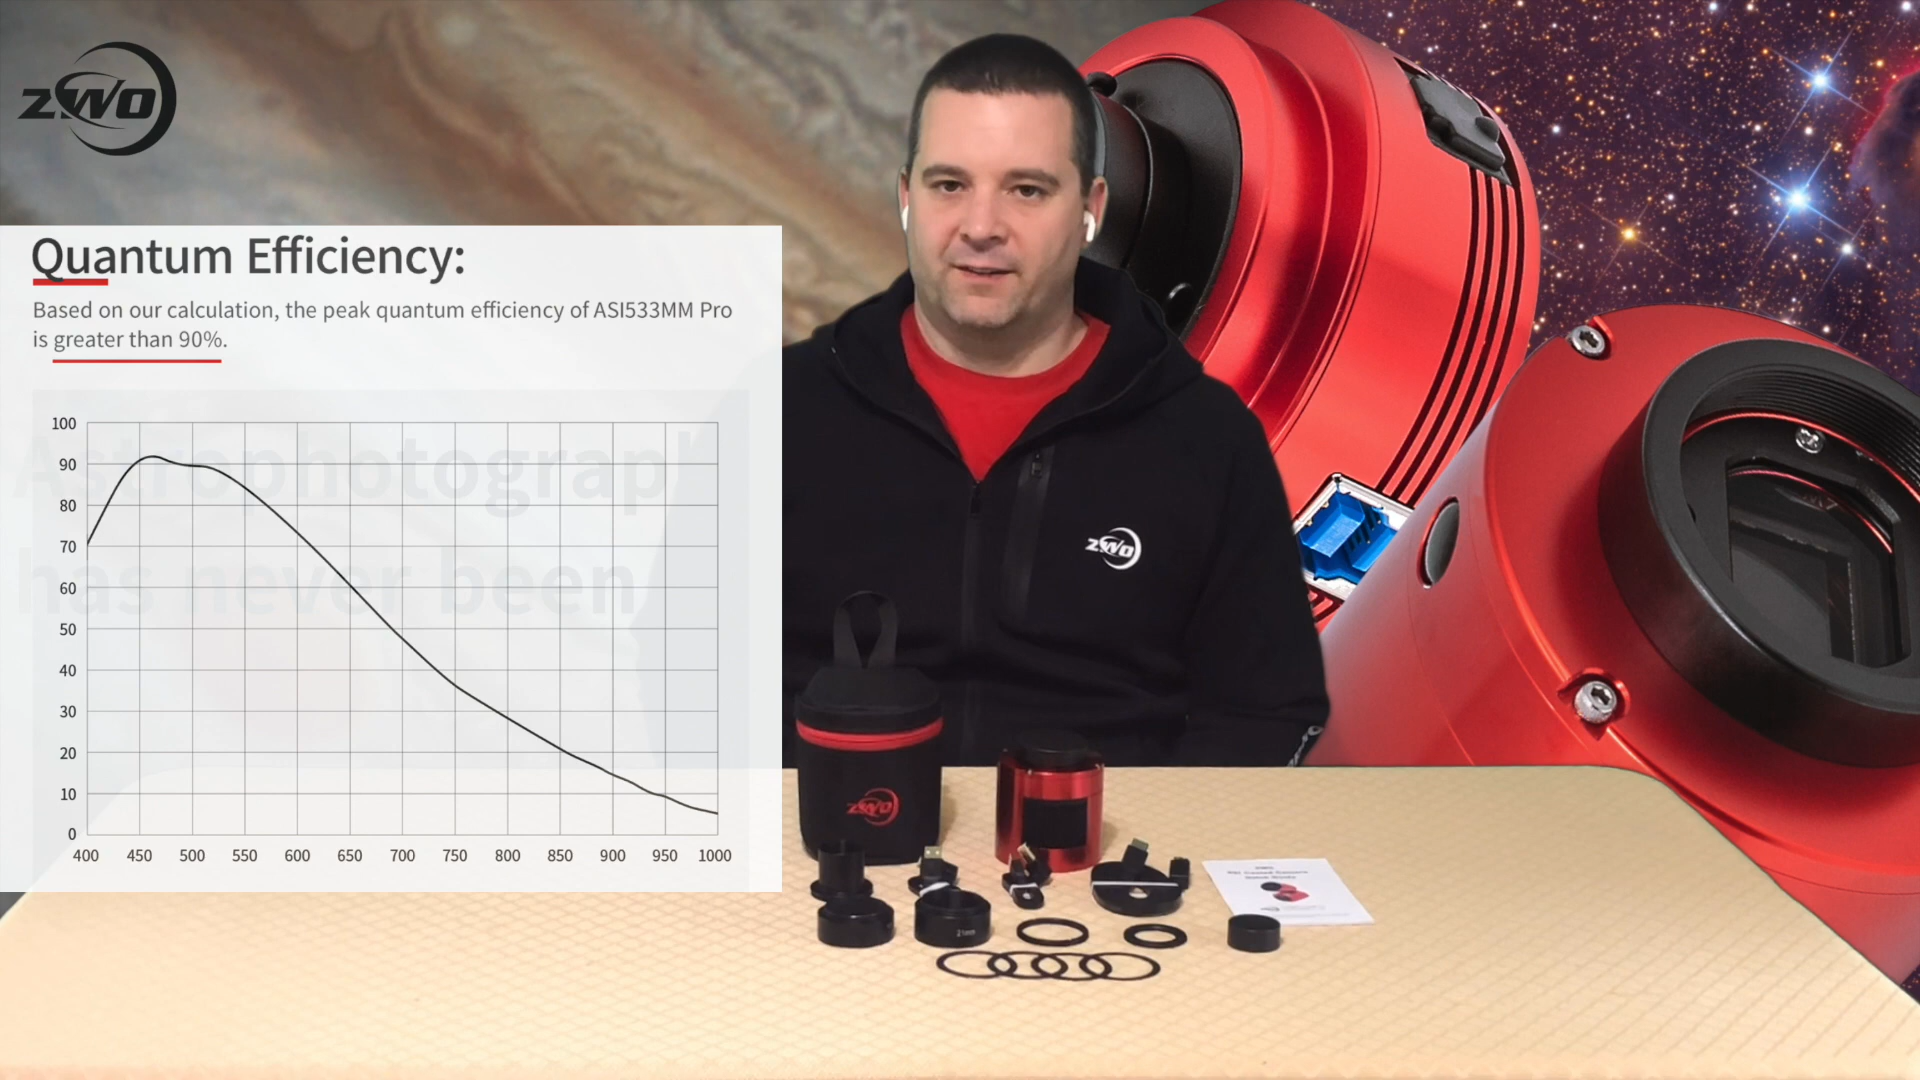 ZWO
Quantum Efficiency:
Based on our calculation, the peak quantum efficiency of ASI533MM Pro
is greater than 90%.
100
90
80
70
60
50
40
30
20
10
0
400 450 500 550 600 650 700 750 800 850 900 950 1000
Astrophotograph
has never been
ZWO
ZWO
21mm